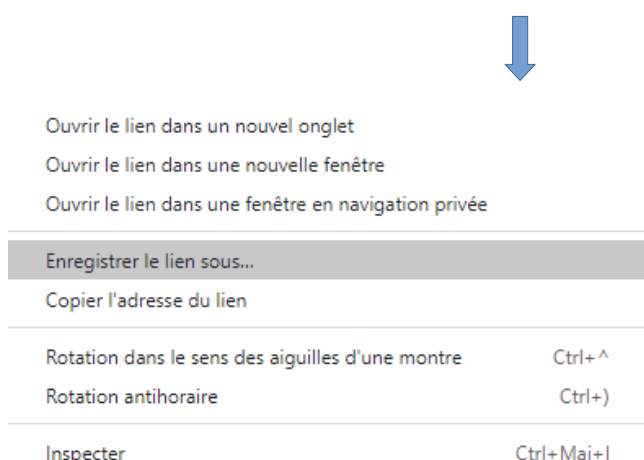 Ouvrir le lien dans un nouvel onglet
Ouvrir le lien dans une nouvelle fenêtre
Ouvrir le lien dans une fenêtre en navigation privée
Enregistrer le lien sous...
Copier l'adresse du lien
Rotation dans le sens des aiguilles d'une montre Ctrl+^
Rotation antihoraire Ctrl+)
Inspecter Ctrl+Maj+I